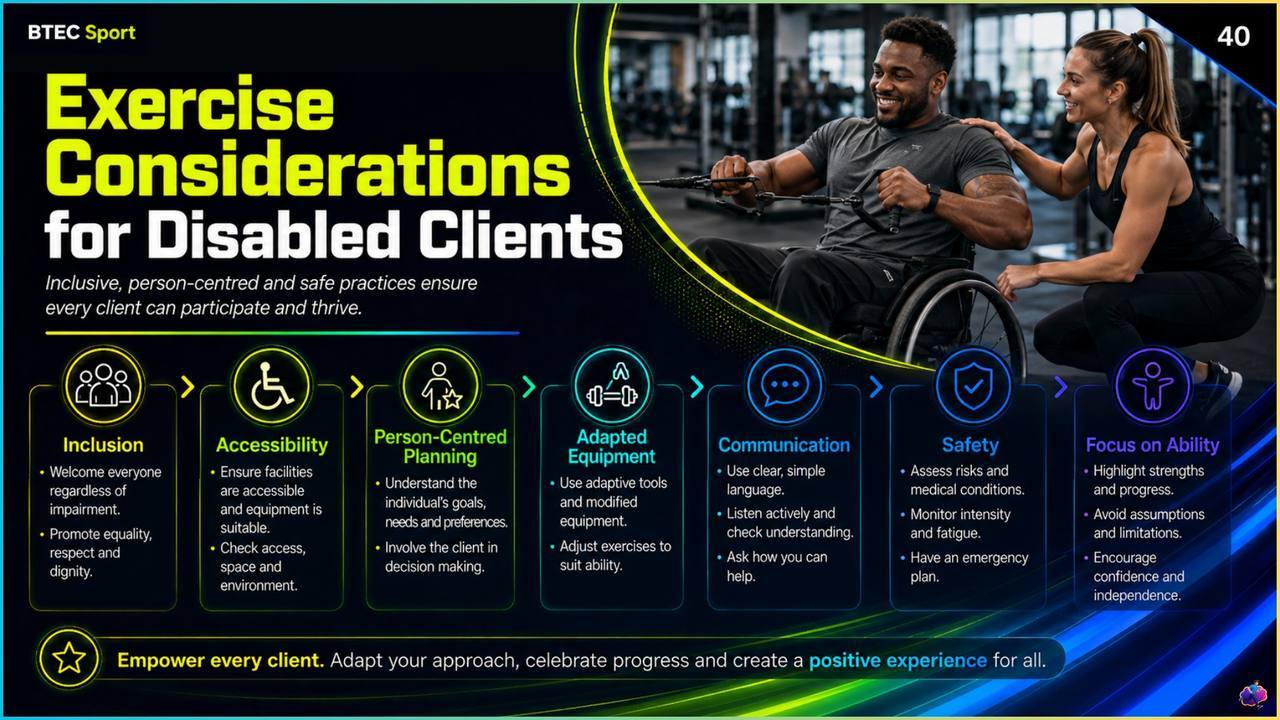 BTEC Sport
40
Exercise
Considerations
for Disabled Clients
Inclusive, person-centred and safe practices ensure
every client can participate and thrive.
Inclusion
• Welcome everyone
regardless of
impairment.
• Promote equality,
respect and
dignity.
Accessibility
• Ensure facilities
are accessible
and equipment is
suitable.
• Check access,
space and
environment.
Person-Centred
Planning
• Understand the
individual's goals,
needs and preferences.
• Involve the client in
decision making.
Adapted
Equipment
• Use adaptive tools
and modified
equipment.
• Adjust exercises to
suit ability.
Communication
• Use clear, simple
language.
• Listen actively and
check understanding.
• Ask how you can
help.
Safety
• Assess risks and
medical conditions.
• Monitor intensity
and fatigue.
• Have an emergency
plan.
Focus on Ability
• Highlight strengths
and progress.
• Avoid assumptions
and limitations.
• Encourage
confidence and
independence.
Empower every client. Adapt your approach, celebrate progress and create a positive experience for all.